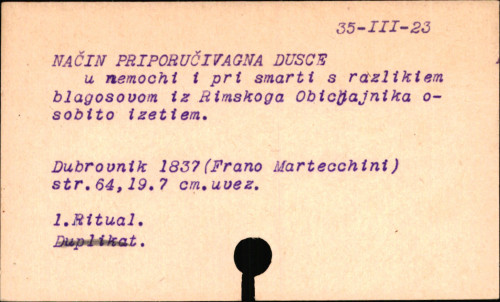 35-III-23
NAČIN PRIPORUČIVAGNA DUSCE
u nemochi i pri smarti s razlikiem
blagosovom iz Rimskoga Obichjajnika o-
sobito izetiem.
Dubrovnik 1837(Frano Martecchini)
str.64,19.7 cm.uvez.
1.Ritual.
Duplikat.